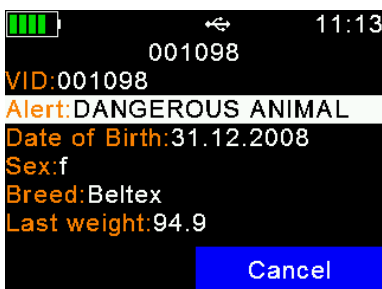 11:13
001098
VID:001098
Alert:DANGEROUS ANIMAL
Date of Birth:31.12.2008
Sex:f
Breed:Beltex
Last weight:94.9
Cancel